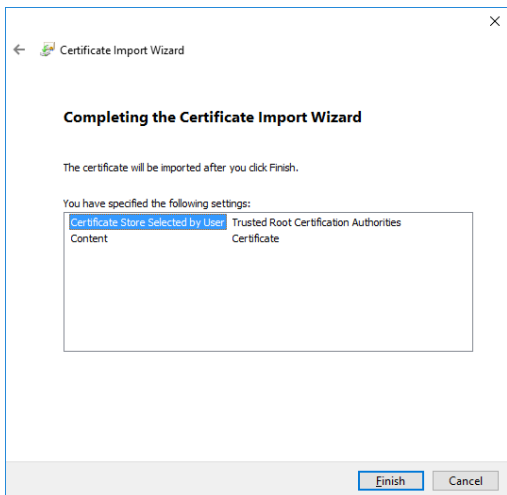 Certificate Import Wizard
Completing the Certificate Import Wizard
The certificate will be imported after you click Finish.
You have specified the following settings:
Certificate Store Selected by User Trusted Root Certification Authorities
Content Certificate
Finish Cancel